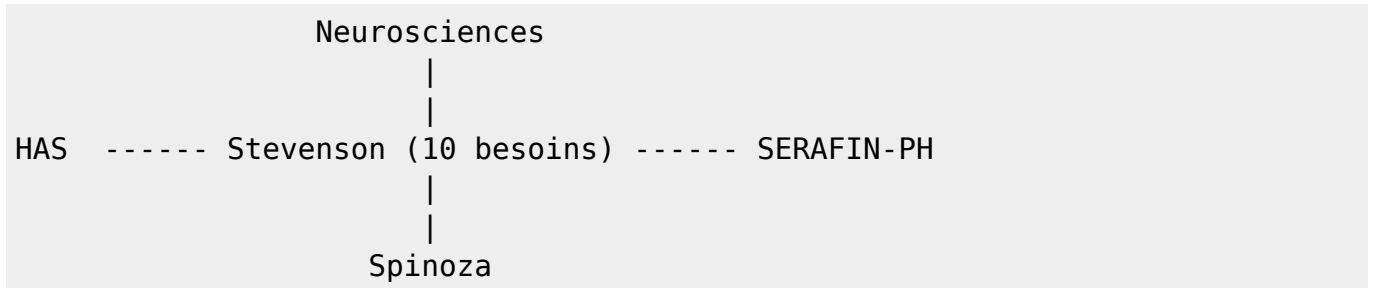 Neurosciences
|
|
HAS ------ Stevenson (10 besoins) ------ SERAFIN-PH
|
|
Spinoza